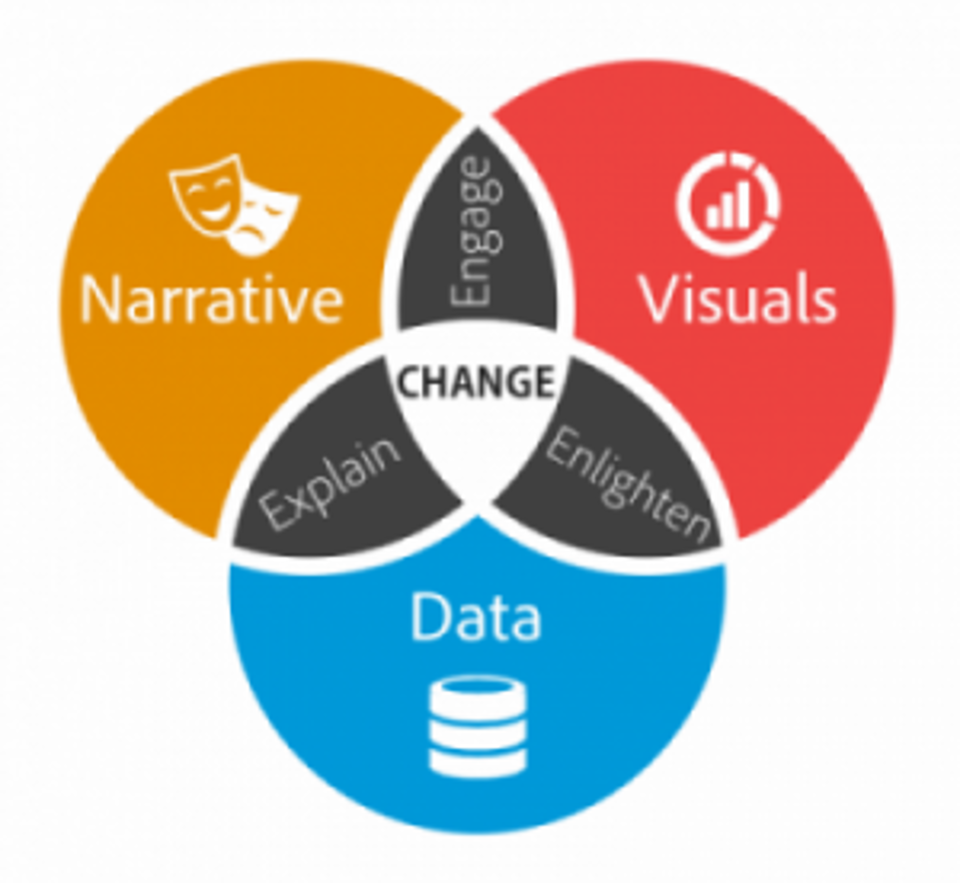 Engage
Narrative
Visuals
CHANGE
Explain
Enlighten
Data